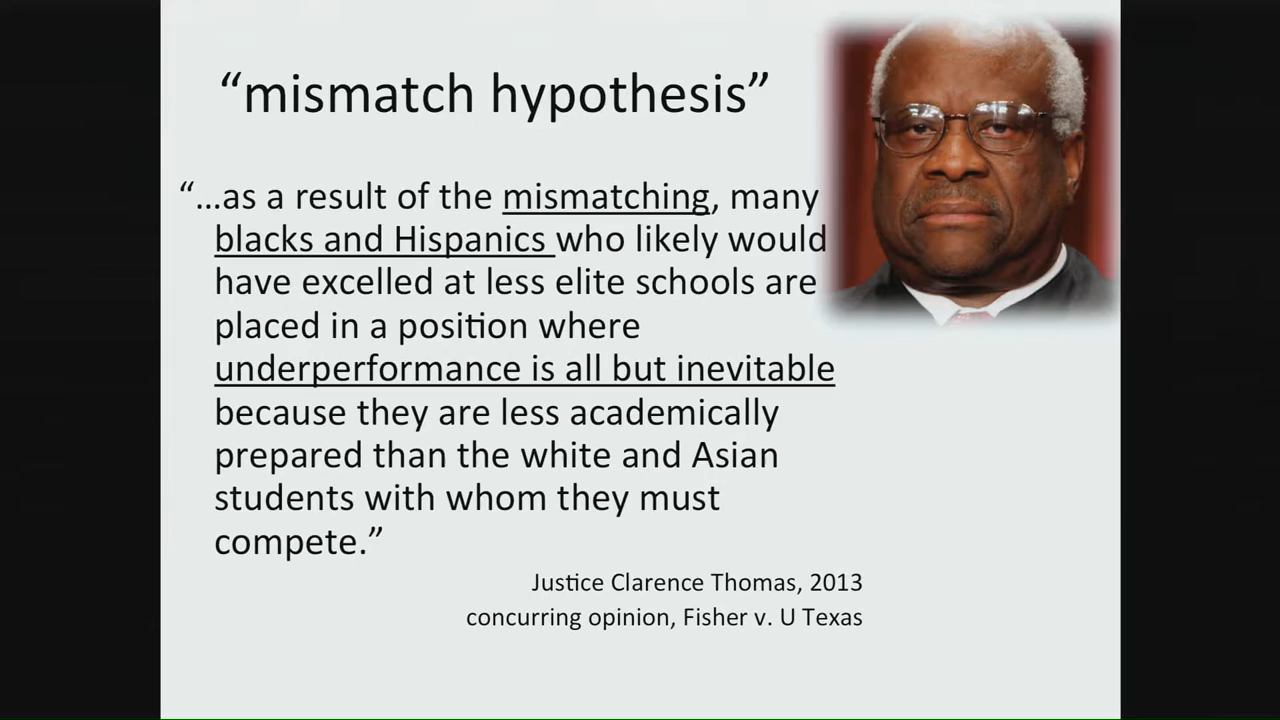 “mismatch hypothesis”
“...as a result of the mismatching, many
blacks and Hispanics who likely would
have excelled at less elite schools are
placed in a position where
underperformance is all but inevitable
because they are less academically
prepared than the white and Asian
students with whom they must
compete.”
Justice Clarence Thomas, 2013
concurring opinion, Fisher v. U Texas